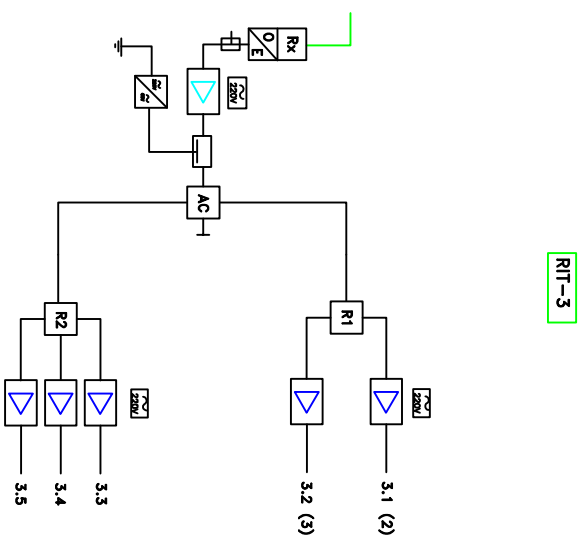 Rx
O
E
~
220V
≂
≂
AC
RIT-3
R1
R2
~
220V
~
220V
3.1 (2)
3.2 (3)
3.3
3.4
3.5